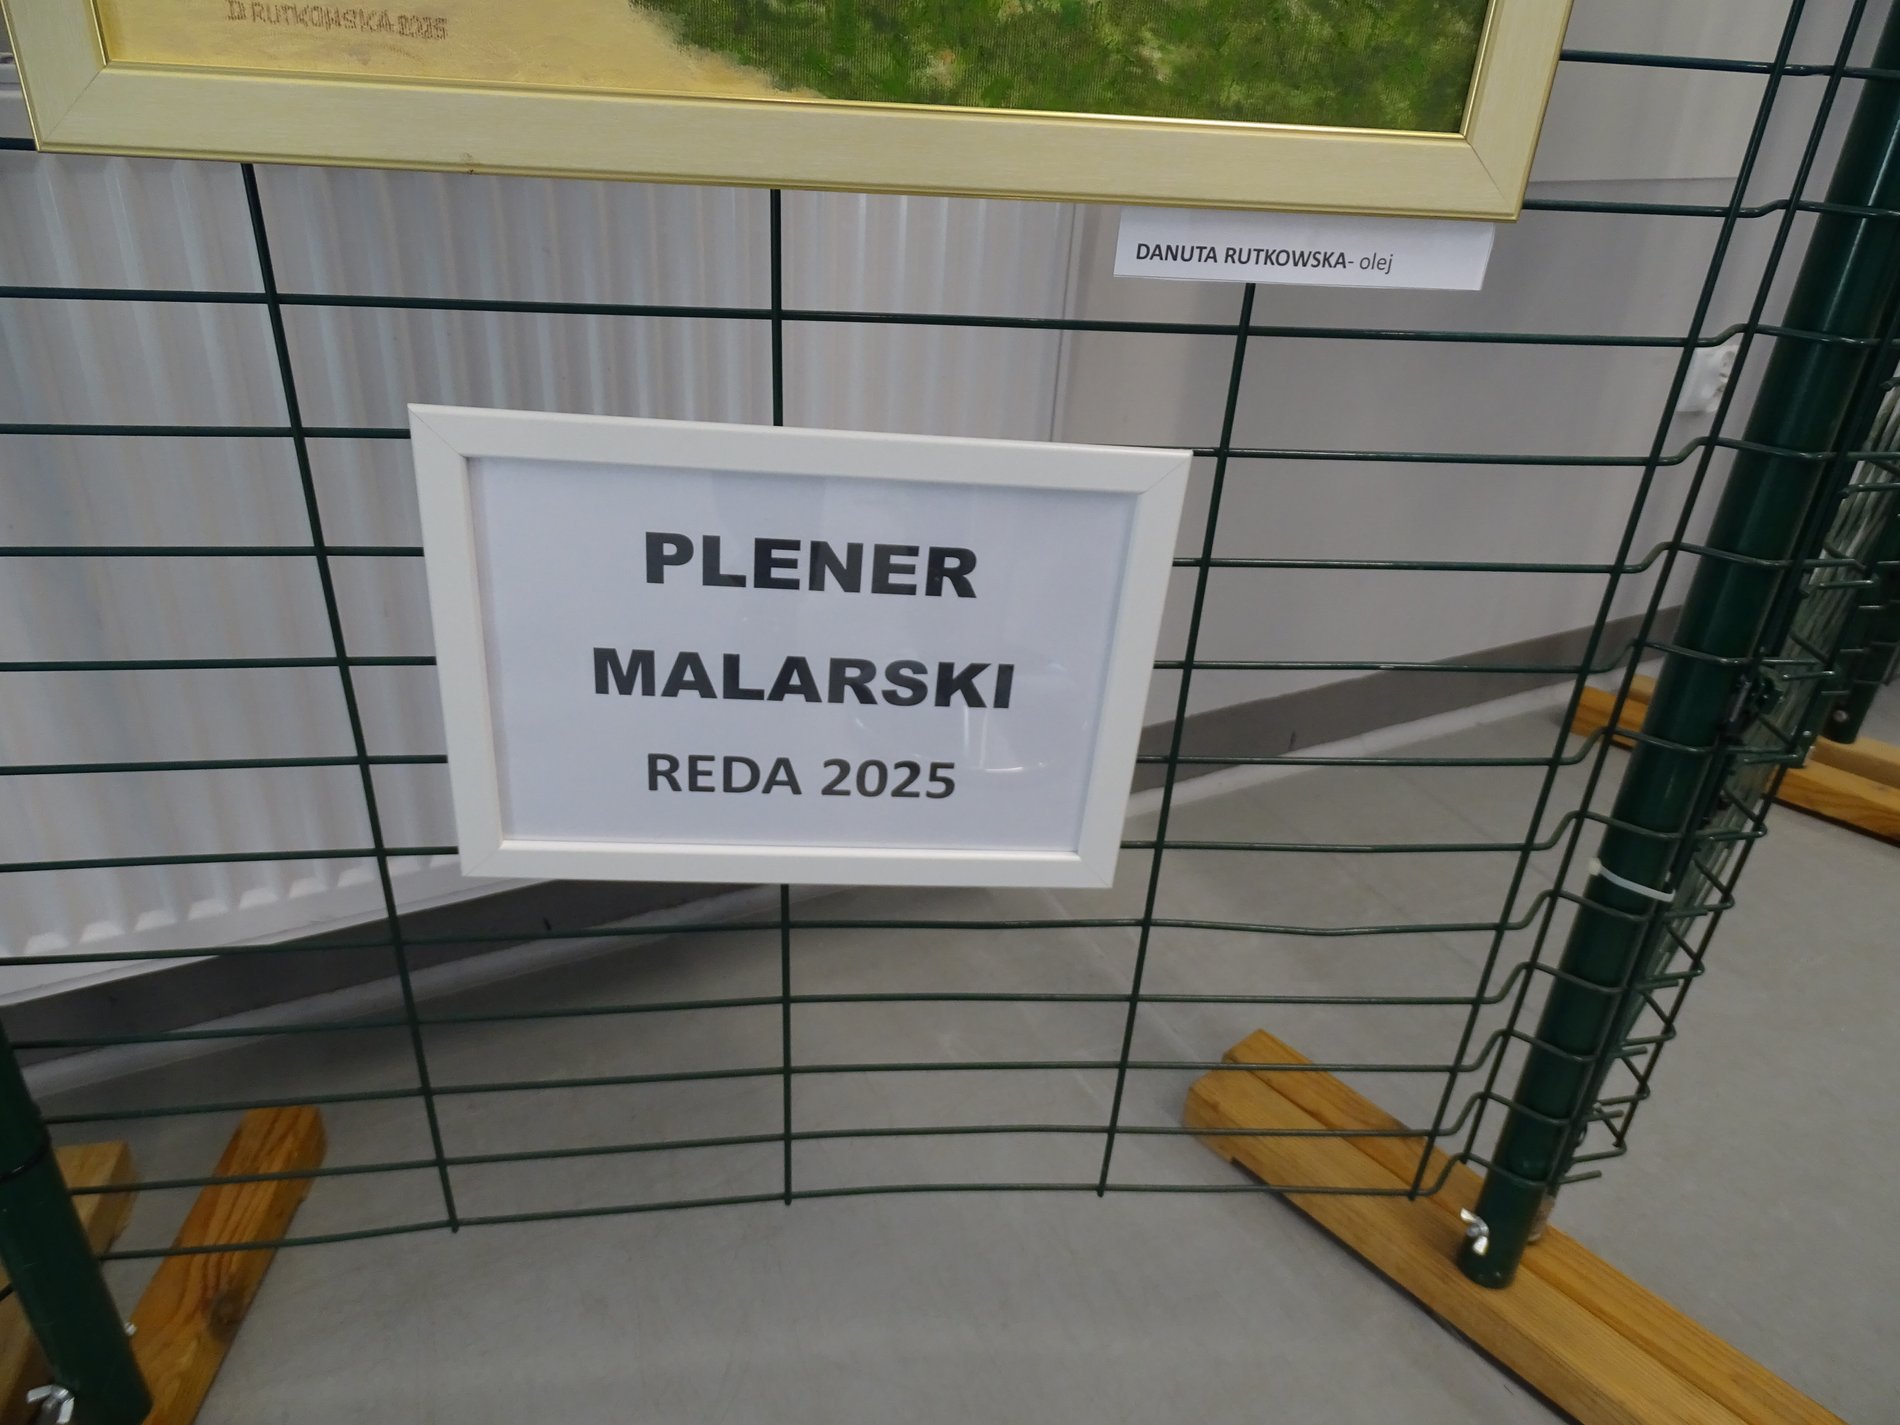 D RUTKOWSKA 2025
DANUTA RUTKOWSKA- olej
PLENER
MALARSKI
REDA 2025